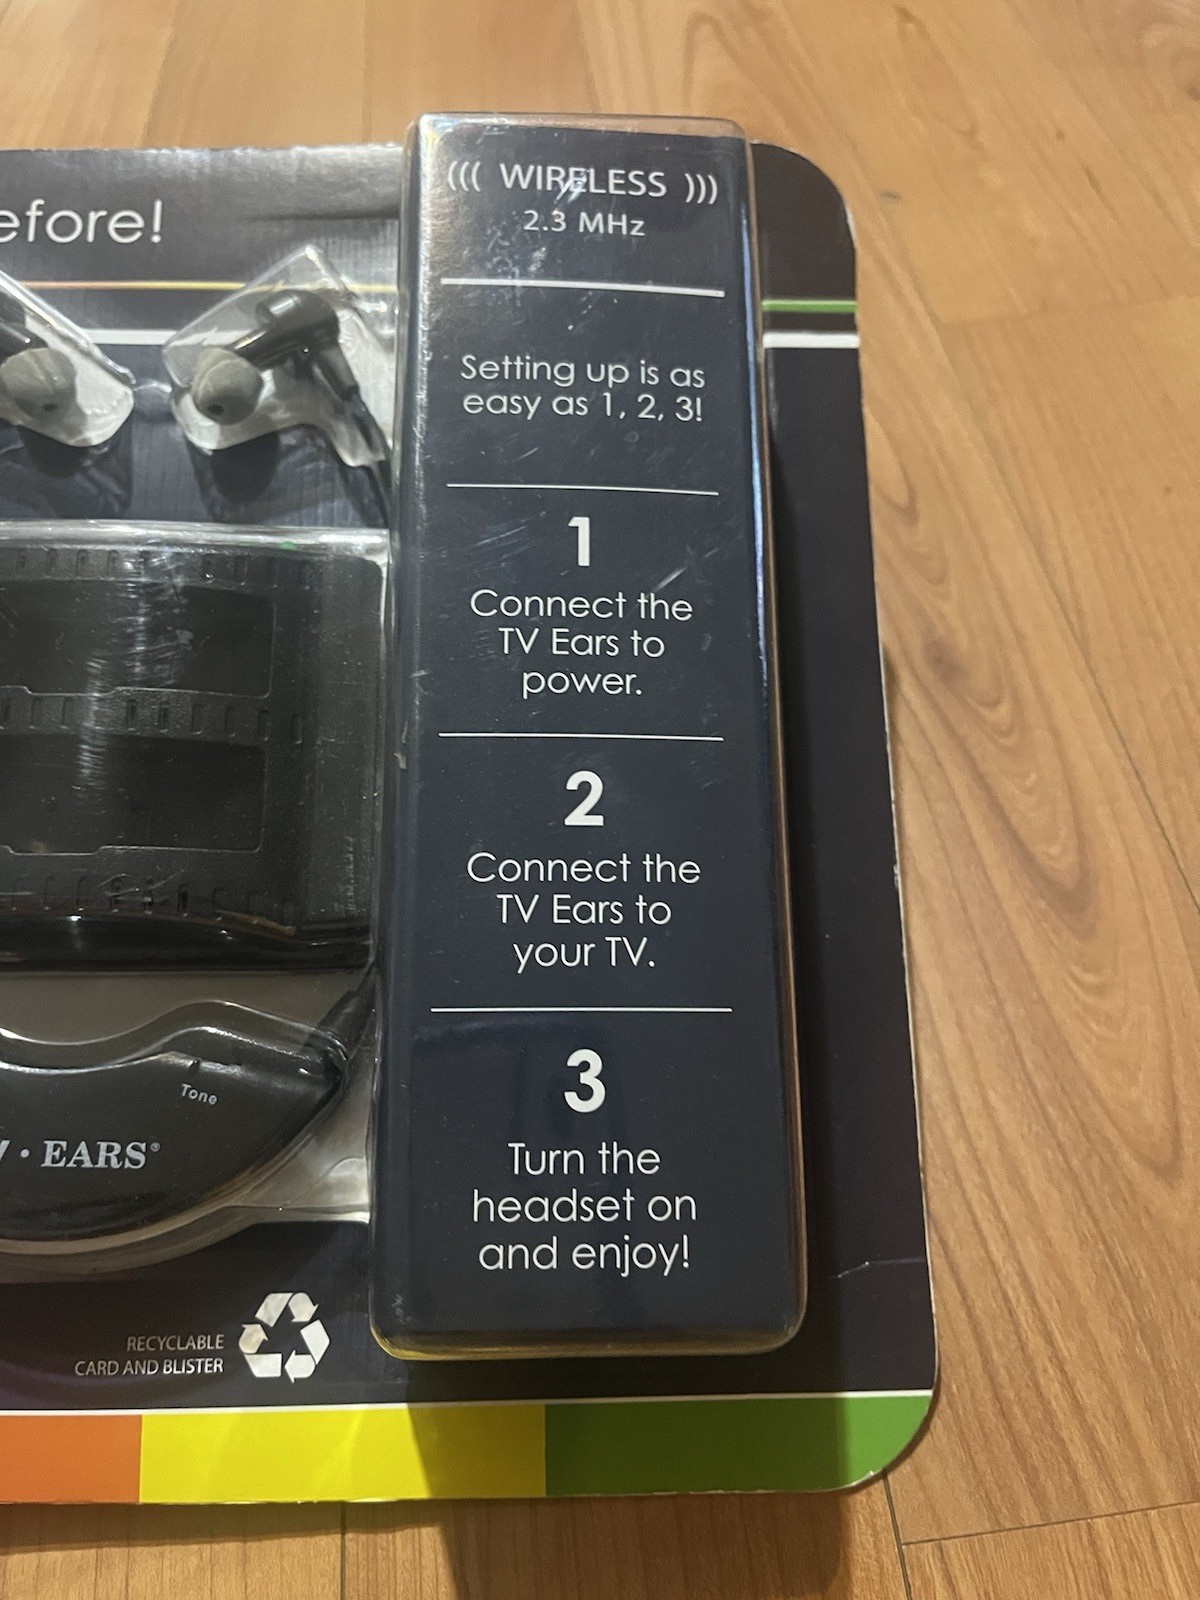 efore!
((( WIRELESS )))
2.3 MHz
Setting up is as
easy as 1, 2, 3!
1
Connect the
TV Ears to
power.
2
Connect the
TV Ears to
your TV.
3
Turn the
headset on
and enjoy!
Tone
· EARS®
RECYCLABLE
CARD AND BLISTER